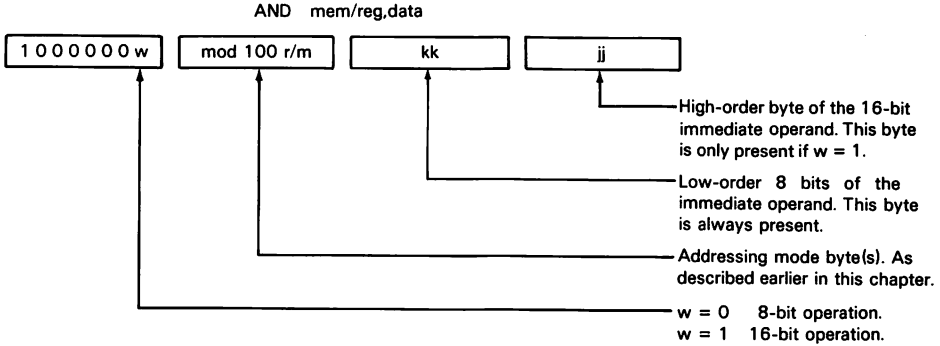 AND mem/reg,data
1 0 0 0 0 0 0 w mod 100 r/m kk jj
High-order byte of the 16-bit
immediate operand. This byte
is only present if w = 1.
Low-order 8 bits of the
immediate operand. This byte
is always present.
Addressing mode byte(s). As
described earlier in this chapter.
w = 0 8-bit operation.
w = 1 16-bit operation.